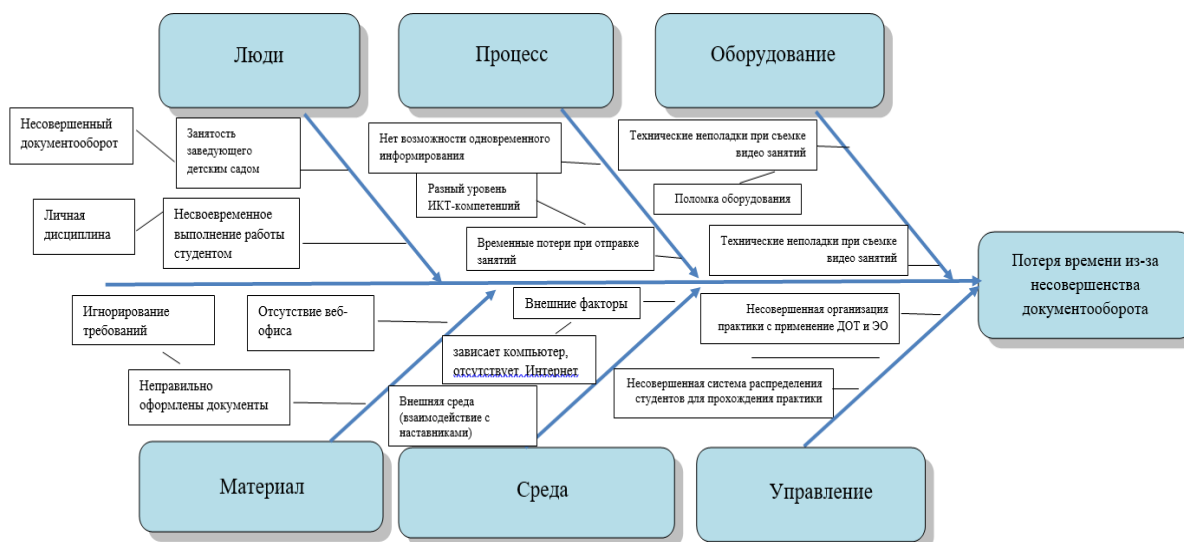 Люди
Процесс
Оборудование
Несовершенный
документооборот
Занятость
заведующего
детским садом
Нет возможности одновременного
информирования
Технические неполадки при съемке
видео занятий
Разный уровень
ИКТ-компетенций
Поломка оборудования
Личная
дисциплина
Несвоевременное
выполнение работы
студентом
Временные потери при отправке
занятий
Технические неполадки при съемке
видео занятий
Потеря времени из-за
несовершенства
документооборота
Игнорирование
требований
Отсутствие веб-
офиса
Внешние факторы
Несовершенная организация
практики с применение ДОТ и ЭО
зависает компьютер,
отсутствует Интернет
Неправильно
оформлены документы
Внешняя среда
(взаимодействие с
наставниками)
Несовершенная система распределения
студентов для прохождения практики
Материал
Среда
Управление